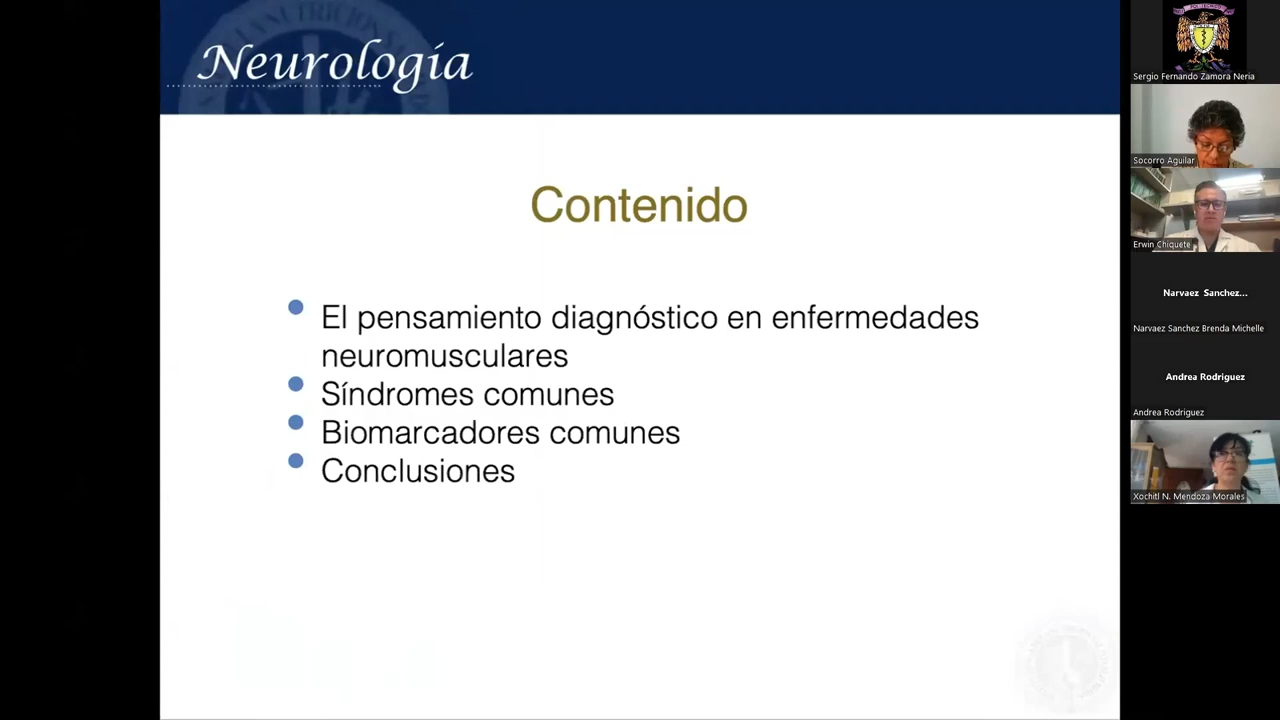 Neurología
Contenido
El pensamiento diagnóstico en enfermedades
neuromusculares
Síndromes comunes
Biomarcadores comunes
Conclusiones
Sergio Fernando Zamora Neria
Socorro Aguilar
Erwin Chiquete
Narvaez Sanchez...
Narvaez Sanchez Brenda Michelle
Andrea Rodriguez
Andrea Rodriguez
Xochitl N. Mendoza Morales